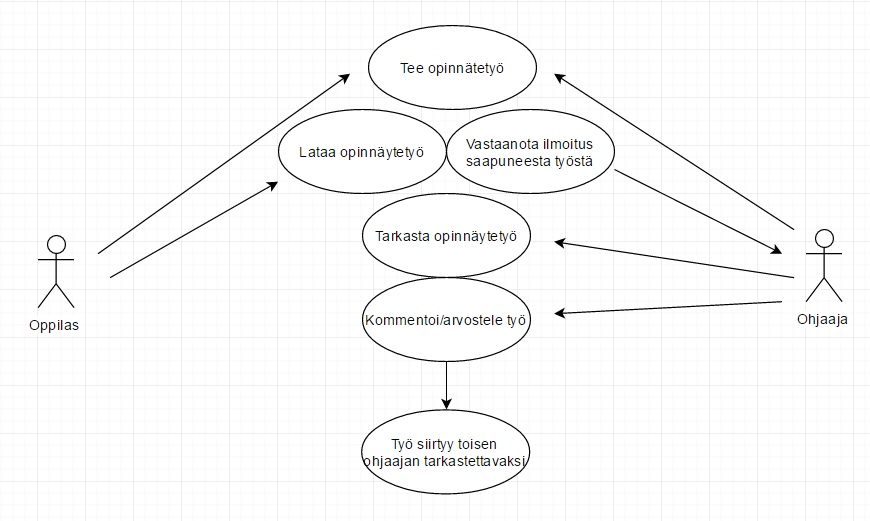 Tee opinnätetyö
Lataa opinnäytetyö
Vastaanota ilmoitus
saapuneesta työstä
Tarkasta opinnäytetyö
Kommentoi/arvostele työ
Oppilas
Ohjaaja
Työ siirtyy toisen
ohjaajan tarkastettavaksi